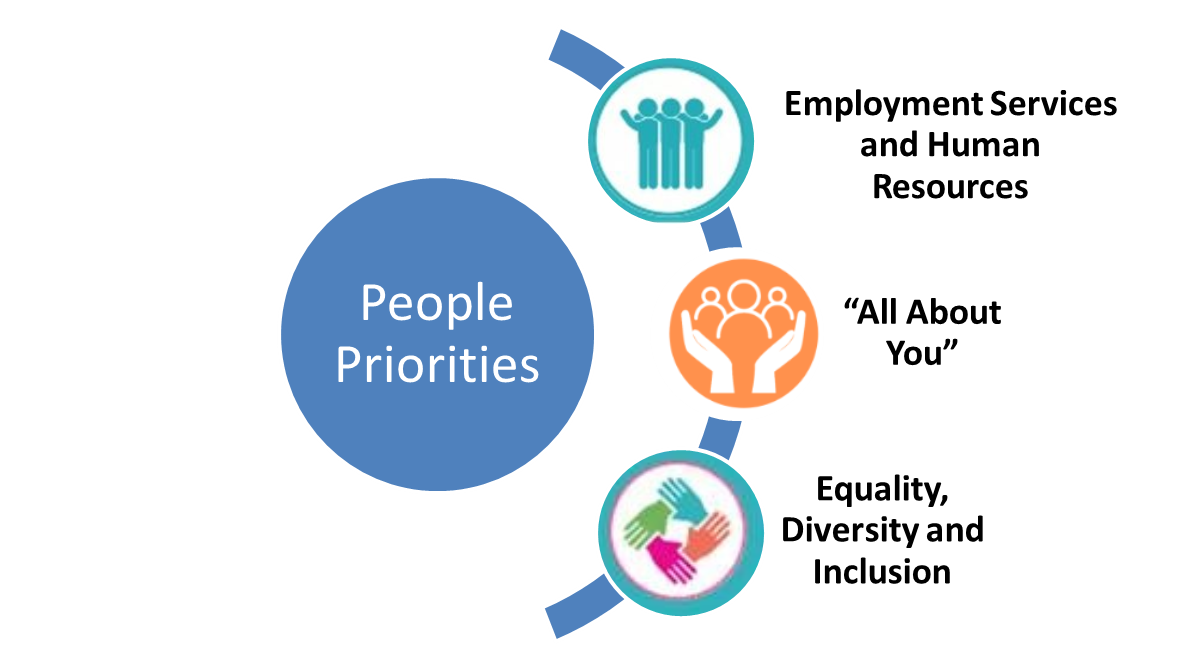 People
Priorities
Employment Services
and Human
Resources
“All About
You”
Equality,
Diversity and
Inclusion